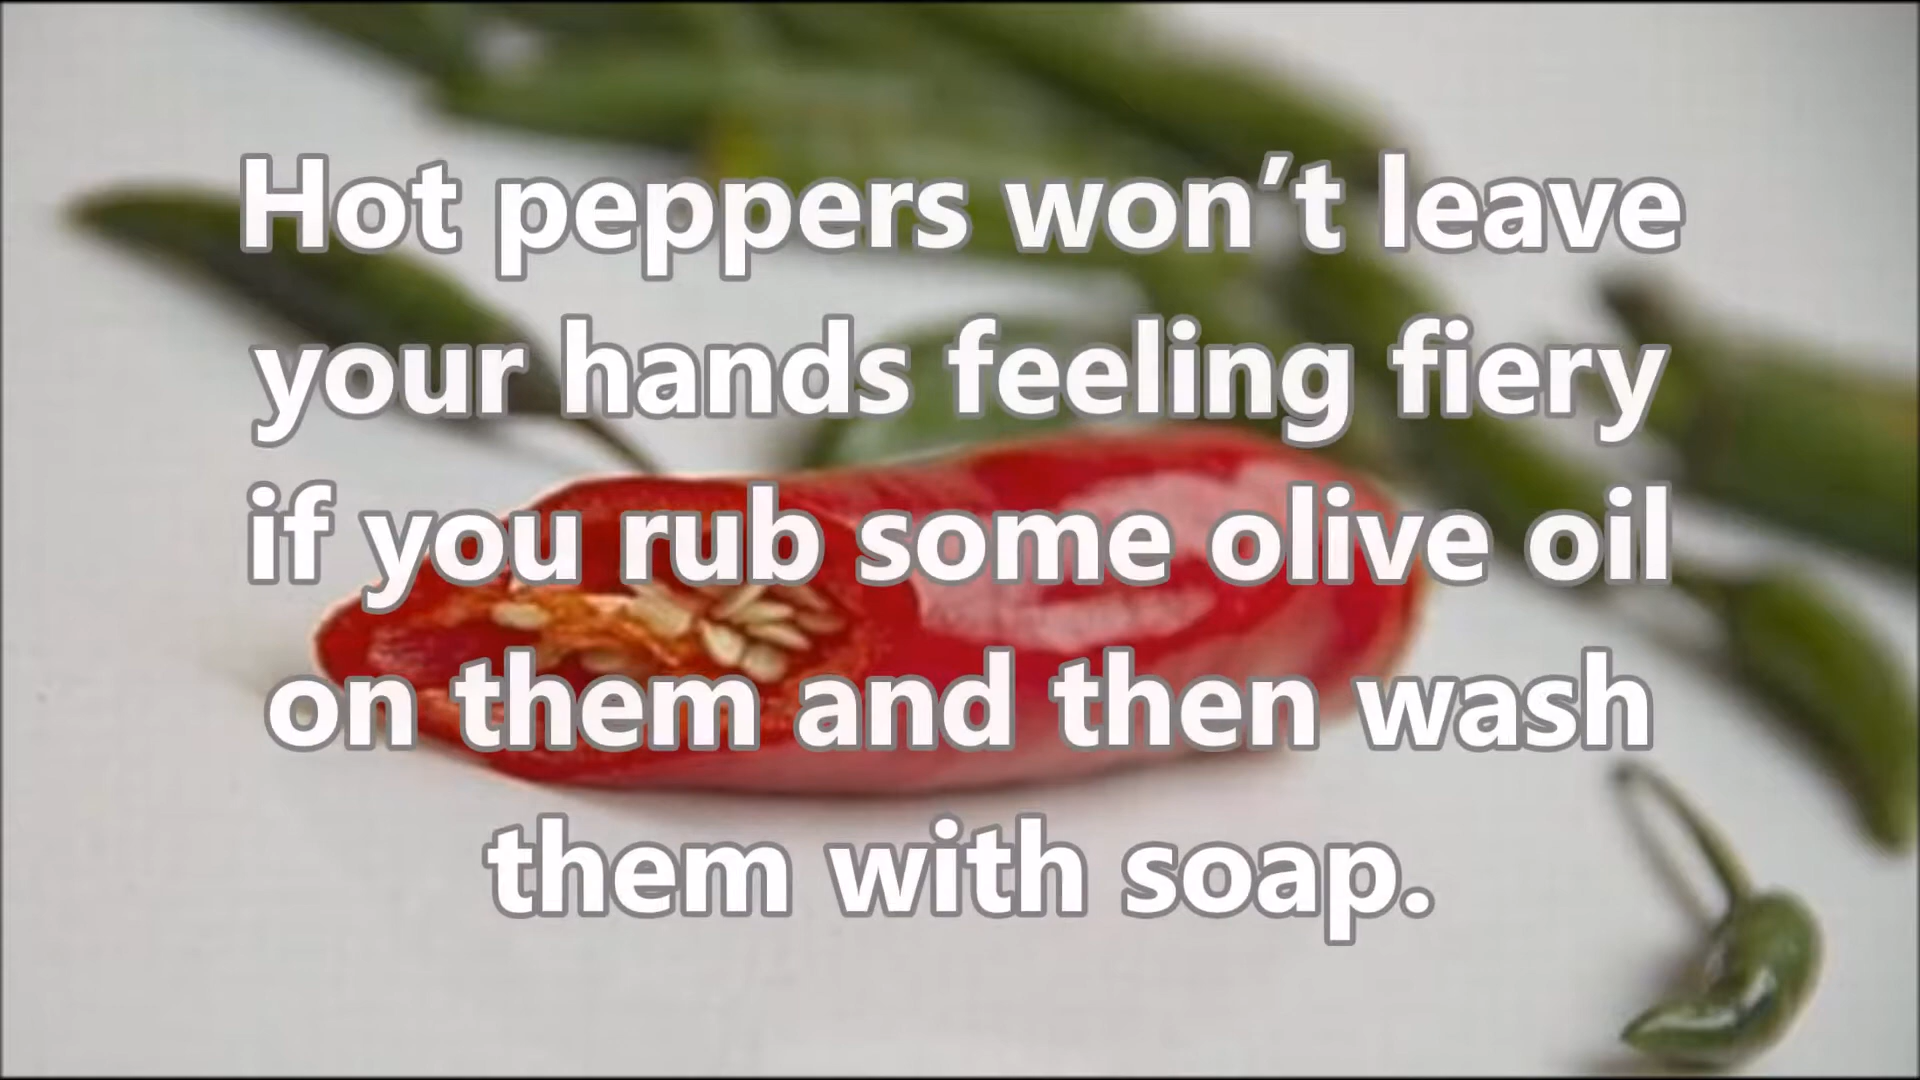 Hot peppers won’t leave
your hands feeling fiery
if you rub some olive oil
on them and then wash
them with soap.